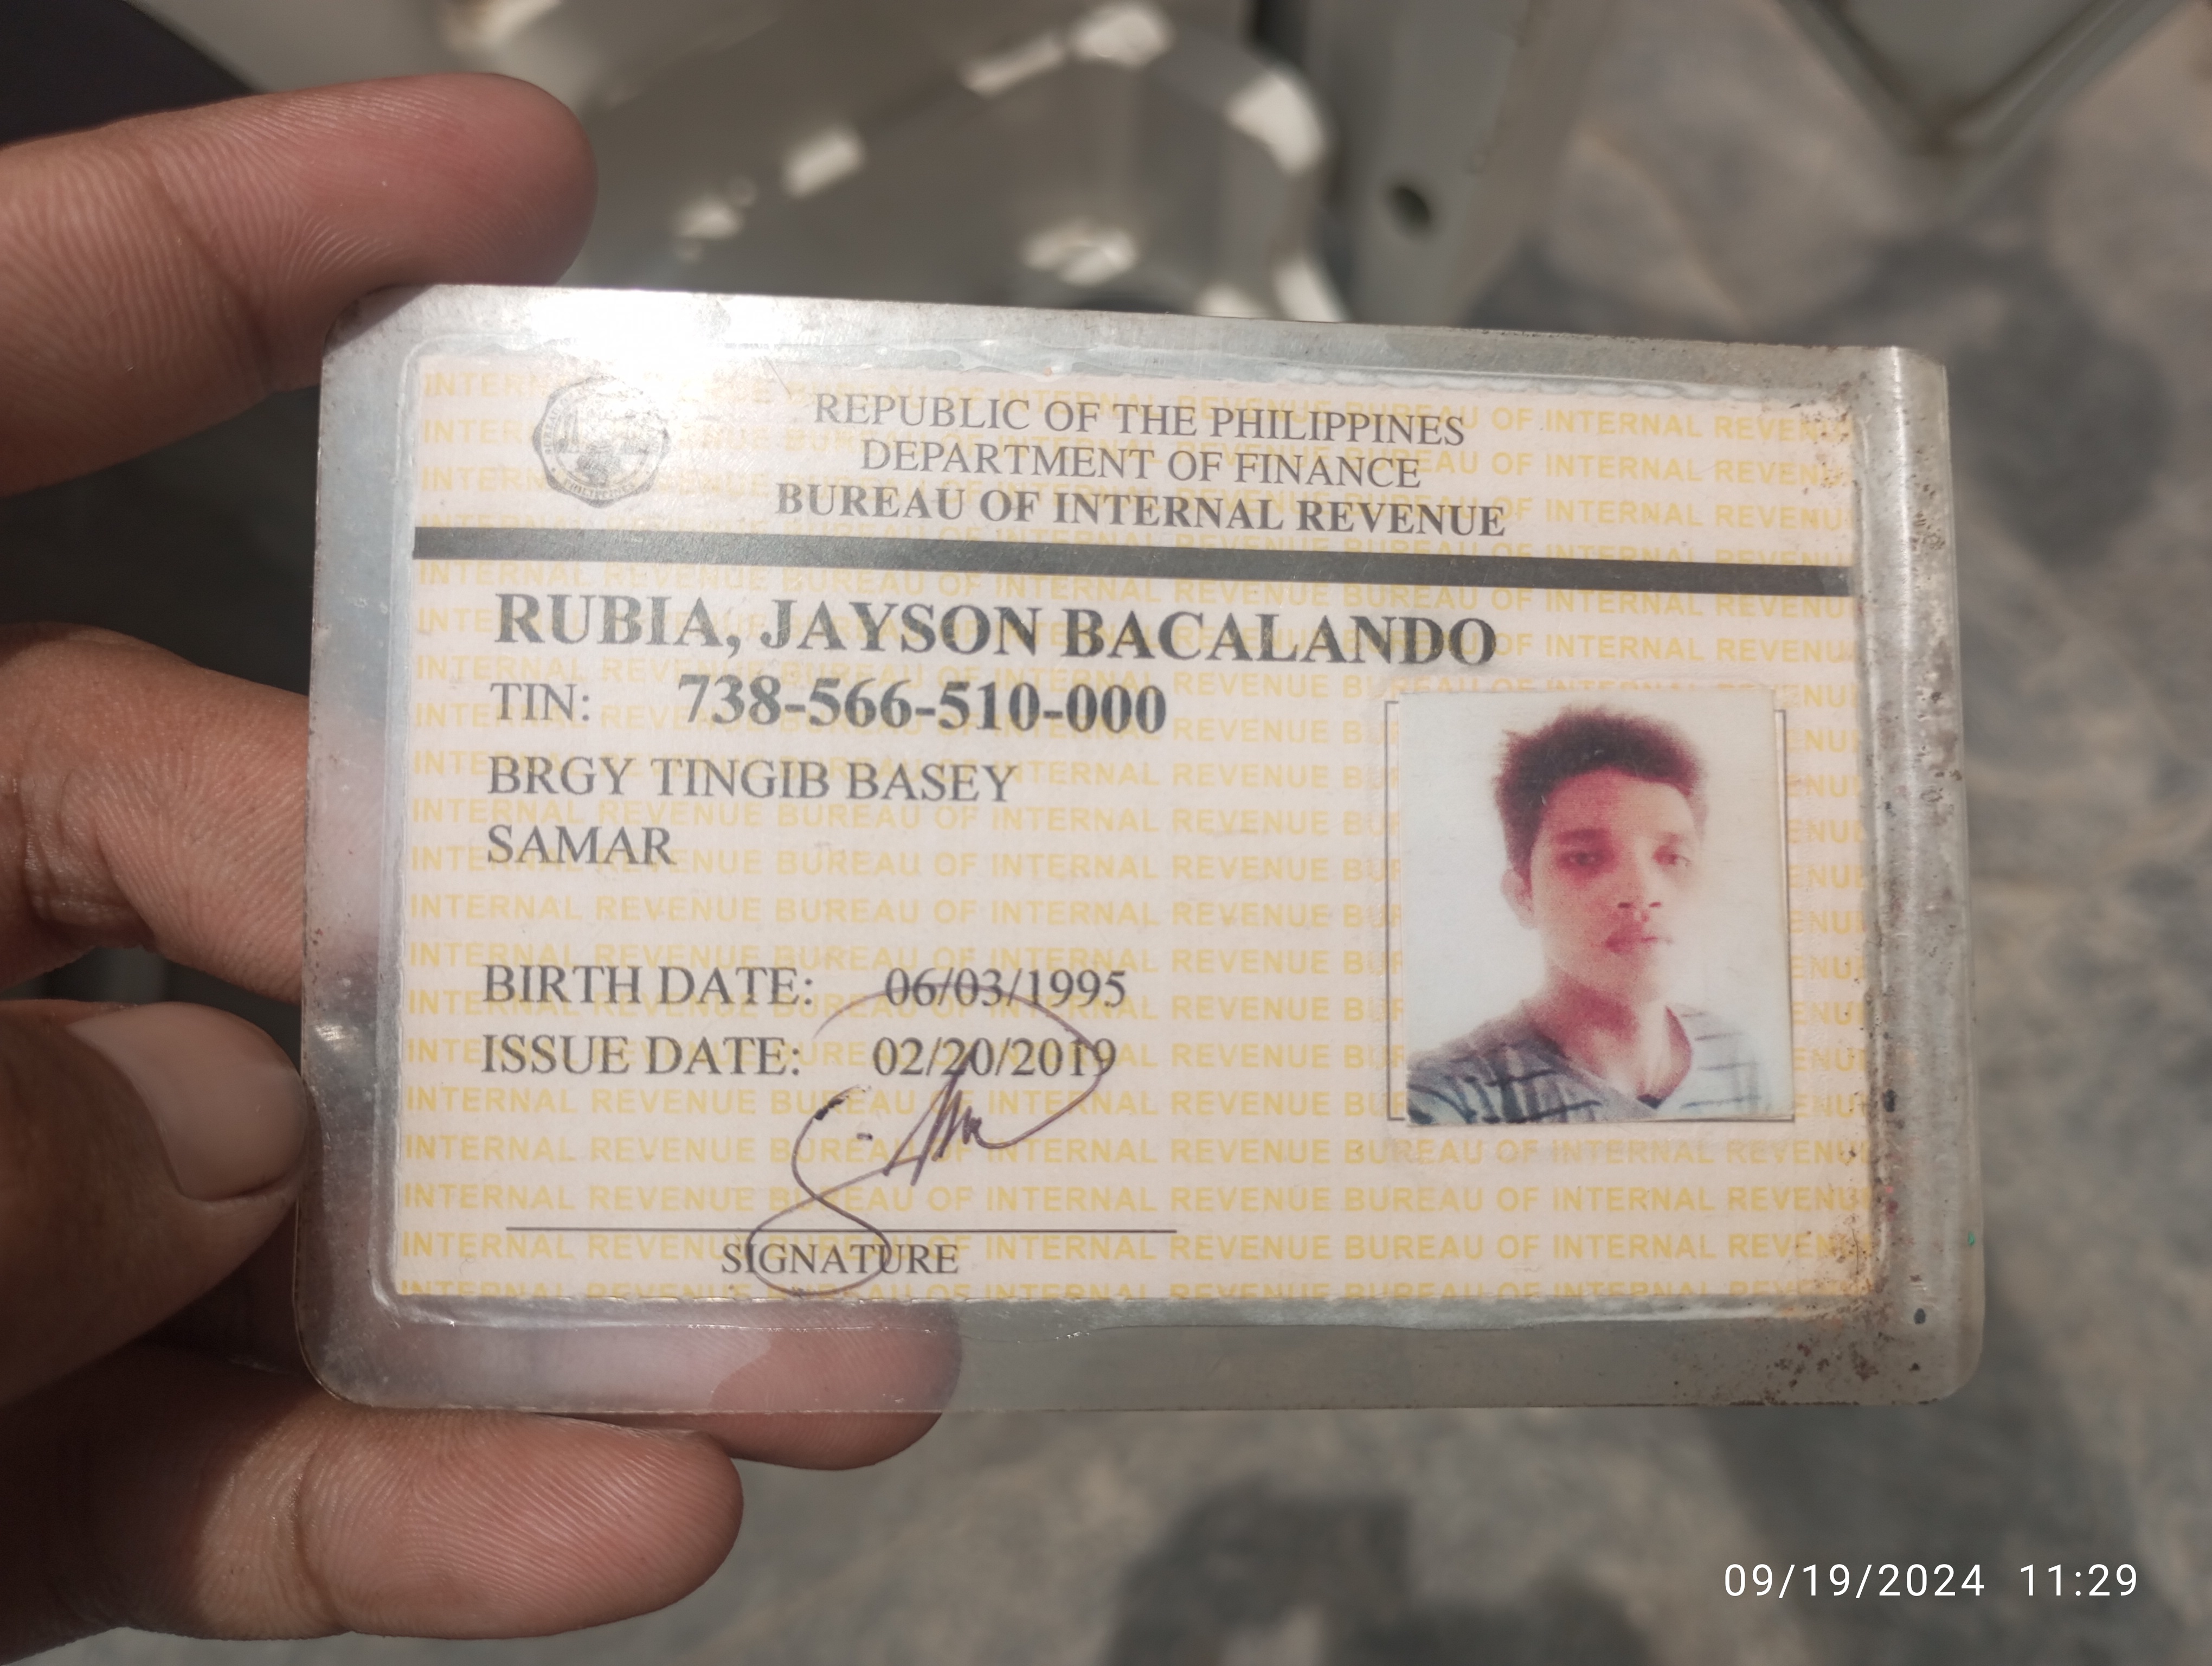 REPUBLIC OF THE PHILIPPINES
DEPARTMENT OF FINANCE
BUREAU OF INTERNAL REVENUE
RUBIA, JAYSON BACALANDO
TIN: 738-566-510-000
BRGY TINGIB BASEY
SAMAR
BIRTH DATE: 06/03/1995
ISSUE DATE: 02/20/2019
SIGNATURE
09/19/2024 11:29